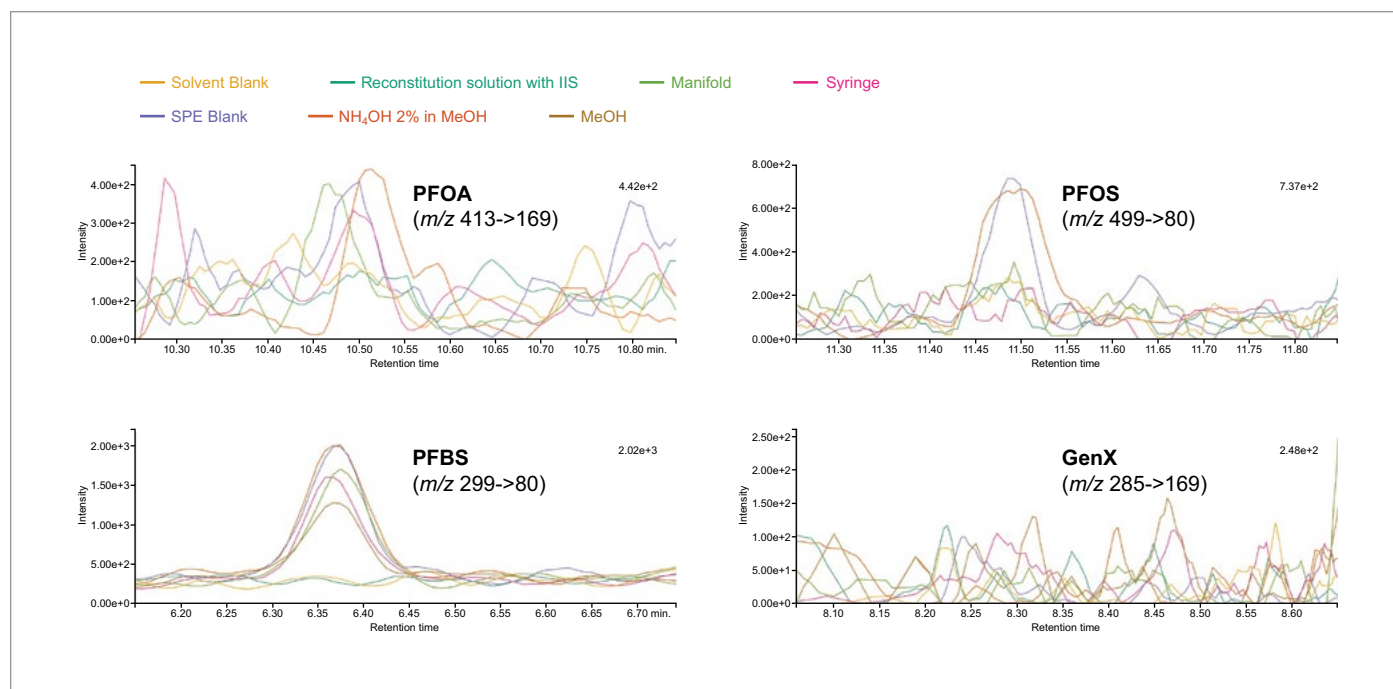 Solvent Blank Reconstitution solution with IIS Manifold Syringe
SPE Blank NH₄OH 2% in MeOH MeOH
PFOA
(m/z 413->169)
4.42e+2
Intensity
4.00e+2
3.00e+2
2.00e+2
1.00e+2
0.00e+0
10.30 10.35 10.40 10.45 10.50 10.55 10.60 10.65 10.70 10.75 10.80 min.
Retention time
PFOS
(m/z 499->80)
7.37e+2
Intensity
8.00e+2
6.00e+2
4.00e+2
2.00e+2
0.00e+0
11.30 11.35 11.40 11.45 11.50 11.55 11.60 11.65 11.70 11.75 11.80
Retention time
PFBS
(m/z 299->80)
2.02e+3
Intensity
2.00e+3
1.50e+3
1.00e+3
5.00e+2
0.00e+0
6.20 6.25 6.30 6.35 6.40 6.45 6.50 6.55 6.60 6.65 6.70 min.
Retention time
GenX
(m/z 285->169)
2.48e+2
Intensity
2.50e+2
2.00e+2
1.50e+2
1.00e+2
5.00e+1
0.00e+0
8.10 8.15 8.20 8.25 8.30 8.35 8.40 8.45 8.50 8.55 8.60
Retention time